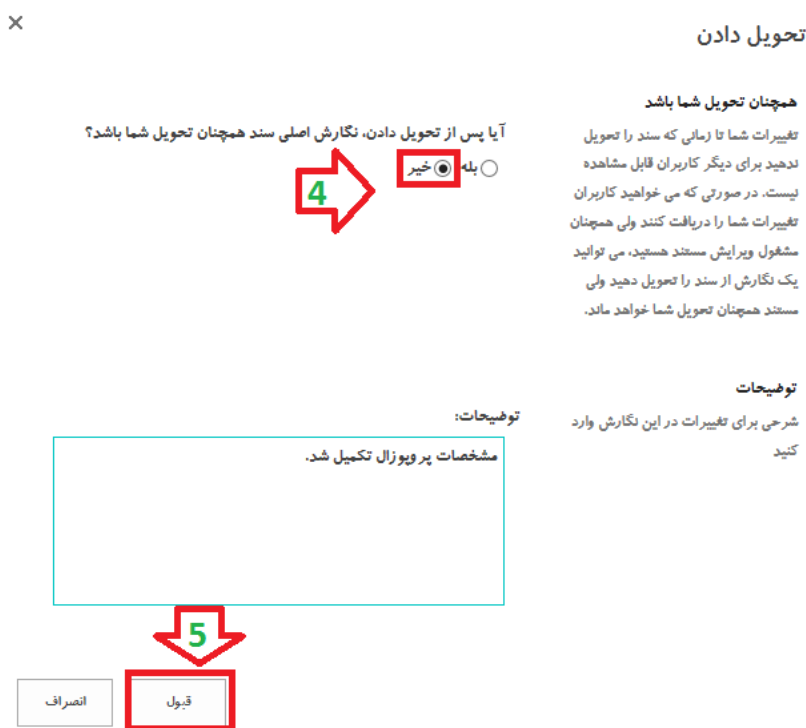 تحویل دادن
همچنان تحویل شما باشد
تغییرات شما تا زمانی که سند را تحویل
ندهید برای دیگر کاربران قابل مشاهده
نیست. در صورتی که می خواهید کاربران
تغییرات شما را دریافت کنند ولی همچنان
مشغول ویرایش مستند هستید، می توانید
یک نگارش از سند را تحویل دهید ولی
مستند همچنان تحویل شما خواهد ماند.
آیا پس از تحویل دادن، نگارش اصلی سند همچنان تحویل شما باشد؟
بله خیر
4
توضیحات
شرحی برای تغییرات در این نگارش وارد
کنید
توضیحات:
مشخصات پروپوزال تکمیل شد.
5
قبول
انصراف